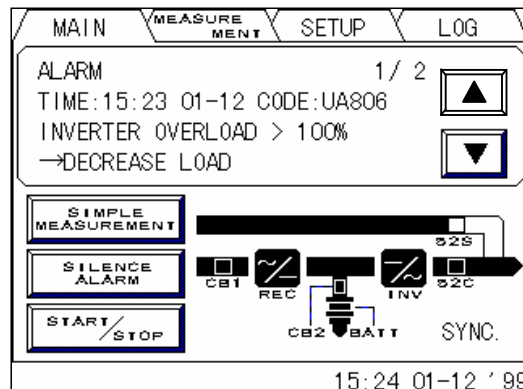 MAIN
MEASURE
MENT
SETUP
LOG
ALARM 1/ 2
TIME:15:23 01-12 CODE:UA806
INVERTER OVERLOAD > 100%
→DECREASE LOAD
SIMPLE
MEASUREMENT
52S
SILENCE
ALARM
CB1
REC
INV
52C
START/
STOP
CB2
BATT
SYNC.
15:24 01-12 '99